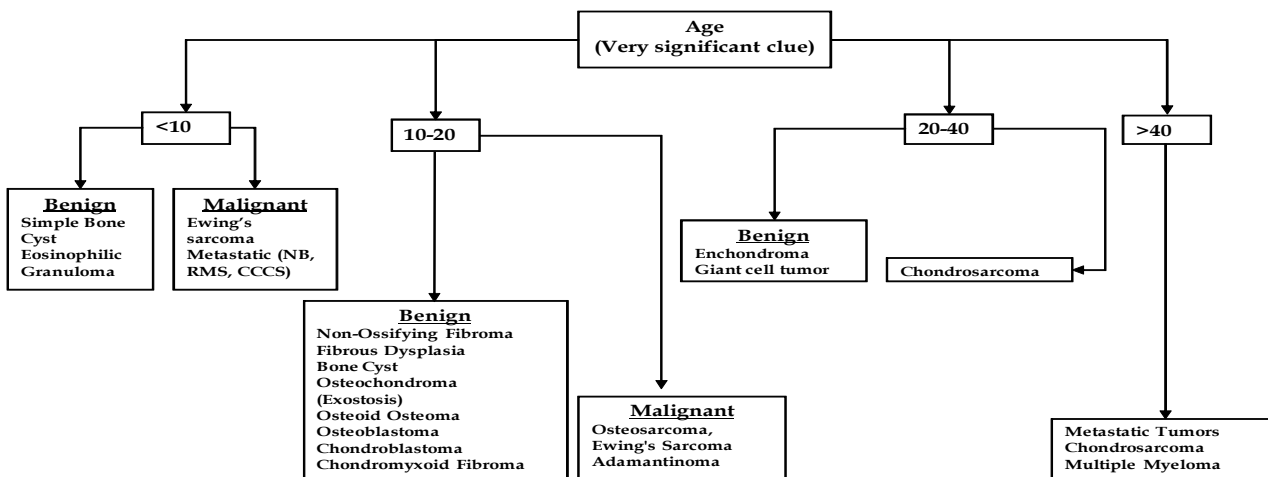 Age
(Very significant clue)
<10
10-20
20-40
>40
Benign
Simple Bone
Cyst
Eosinophilic
Granuloma
Malignant
Ewing's
sarcoma
Metastatic (NB,
RMS, CCCS)
Benign
Non-Ossifying Fibroma
Fibrous Dysplasia
Bone Cyst
Osteochondroma
(Exostosis)
Osteoid Osteoma
Osteoblastoma
Chondroblastoma
Chondromyxoid Fibroma
Malignant
Osteosarcoma,
Ewing's Sarcoma
Adamantinoma
Benign
Enchondroma
Giant cell tumor
Chondrosarcoma
Metastatic Tumors
Chondrosarcoma
Multiple Myeloma